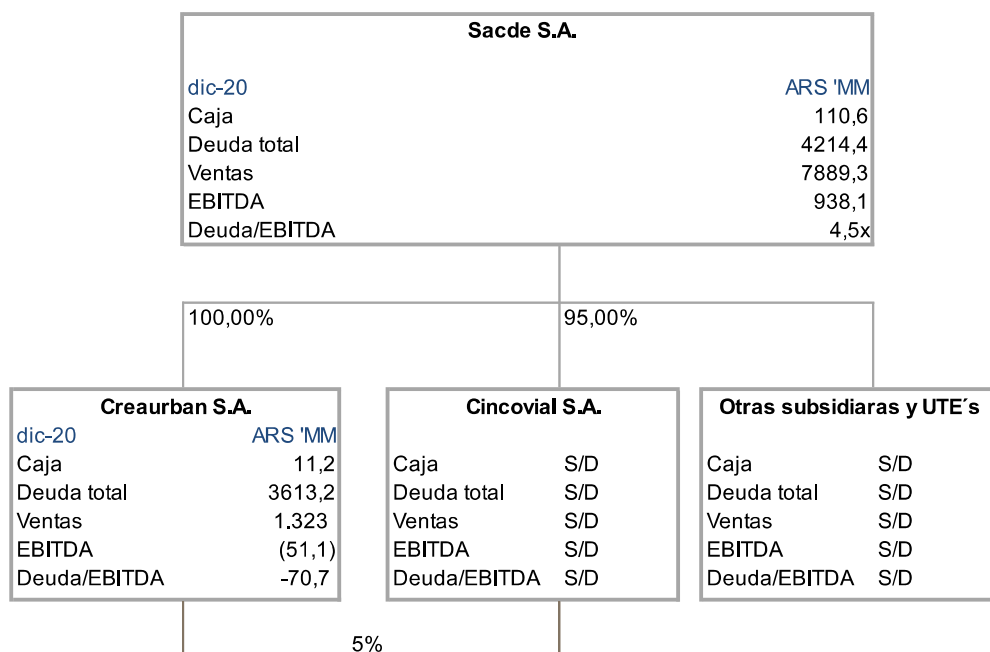 Sacde S.A.
dic-20 ARS 'MM
Caja 110,6
Deuda total 4214,4
Ventas 7889,3
EBITDA 938,1
Deuda/EBITDA 4,5x
100,00% 95,00%
Creaurban S.A.
dic-20 ARS 'MM
Caja 11,2
Deuda total 3613,2
Ventas 1.323
EBITDA (51,1)
Deuda/EBITDA -70,7
Cincovial S.A.
Caja S/D
Deuda total S/D
Ventas S/D
EBITDA S/D
Deuda/EBITDA S/D
Otras subsidiaras y UTE´s
Caja S/D
Deuda total S/D
Ventas S/D
EBITDA S/D
Deuda/EBITDA S/D
5%